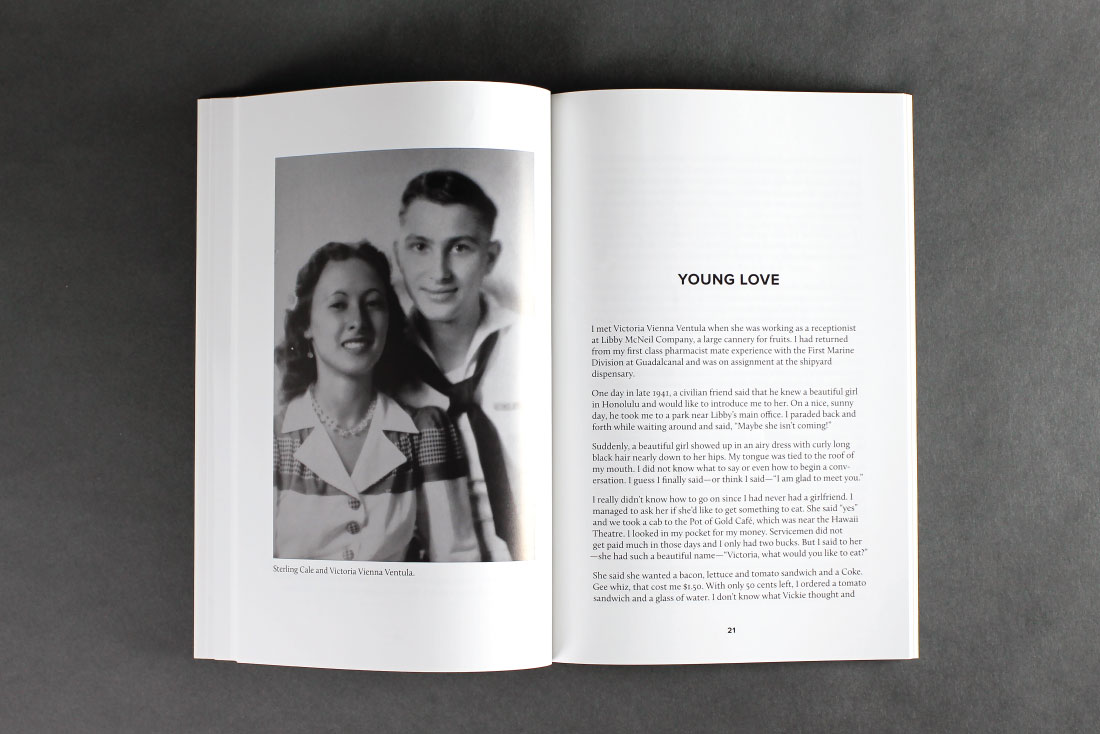 Sterling Cale and Victoria Vienna Ventula.
YOUNG LOVE
I met Victoria Vienna Ventula when she was working as a receptionist
at Libby McNeil Company, a large cannery for fruits. I had returned
from my first class pharmacist mate experience with the First Marine
Division at Guadalcanal and was on assignment at the shipyard
dispensary.
One day in late 1941, a civilian friend said that he knew a beautiful girl
in Honolulu and would like to introduce me to her. On a nice, sunny
day, he took me to a park near Libby's main office. I paraded back and
forth while waiting around and said, "Maybe she isn't coming!"
Suddenly, a beautiful girl showed up in an airy dress with curly long
black hair nearly down to her hips. My tongue was tied to the roof of
my mouth. I did not know what to say or even how to begin a conv-
ersation. I guess I finally said—or think I said—"I am glad to meet you."
I really didn't know how to go on since I had never had a girlfriend. I
managed to ask her if she'd like to get something to eat. She said "yes"
and we took a cab to the Pot of Gold Café, which was near the Hawaii
Theatre. I looked in my pocket for my money. Servicemen did not
get paid much in those days and I only had two bucks. But I said to her
—she had such a beautiful name—"Victoria, what would you like to eat?"
She said she wanted a bacon, lettuce and tomato sandwich and a Coke.
Gee whiz, that cost me $1.50. With only 50 cents left, I ordered a tomato
sandwich and a glass of water. I don't know what Vickie thought and
21